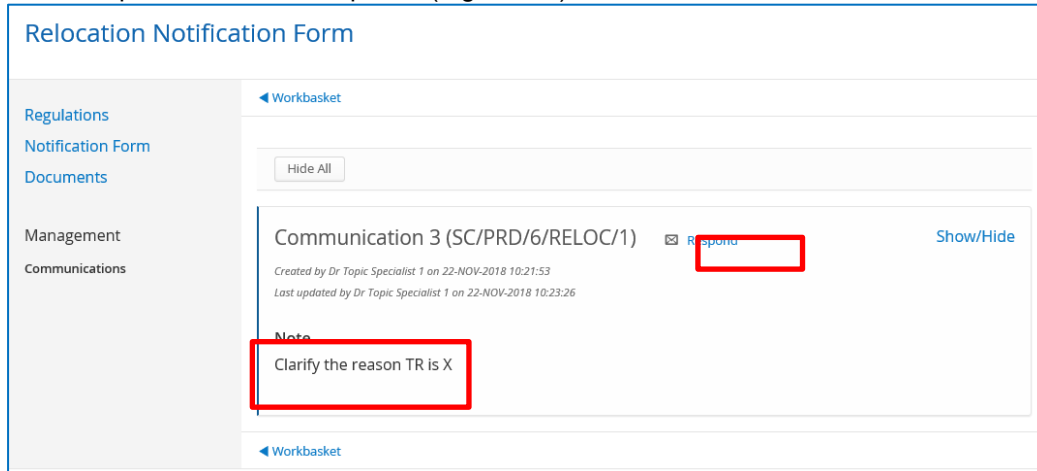 Relocation Notification Form
Workbasket
Regulations
Notification Form
Documents
Hide All
Management
Communications
Communication 3 (SC/PRD/6/RELOC/1) Respond Show/Hide
Created by Dr Topic Specialist 1 on 22-NOV-2018 10:21:53
Last updated by Dr Topic Specialist 1 on 22-NOV-2018 10:23:26
Note
Clarify the reason TR is X
Workbasket